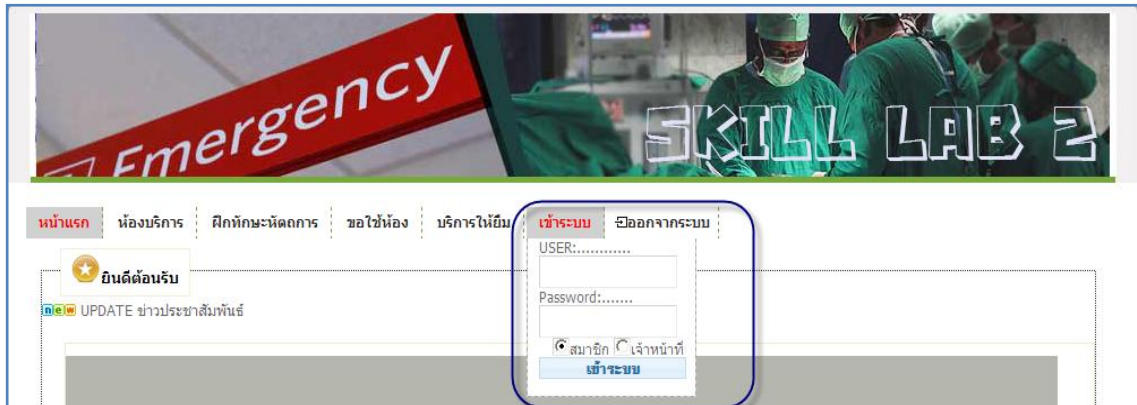 Emergency
SKILL LAB 2
หน้าแรก ห้องบริการ ฝึกทักษะหัตถการ ขอใช้ห้อง บริการให้ยืม เข้าระบบ ออกจากระบบ
USER:............
ยินดีต้อนรับ
Password:.......
new UPDATE ข่าวประชาสัมพันธ์
สมาชิก เจ้าหน้าที่
เข้าระบบ